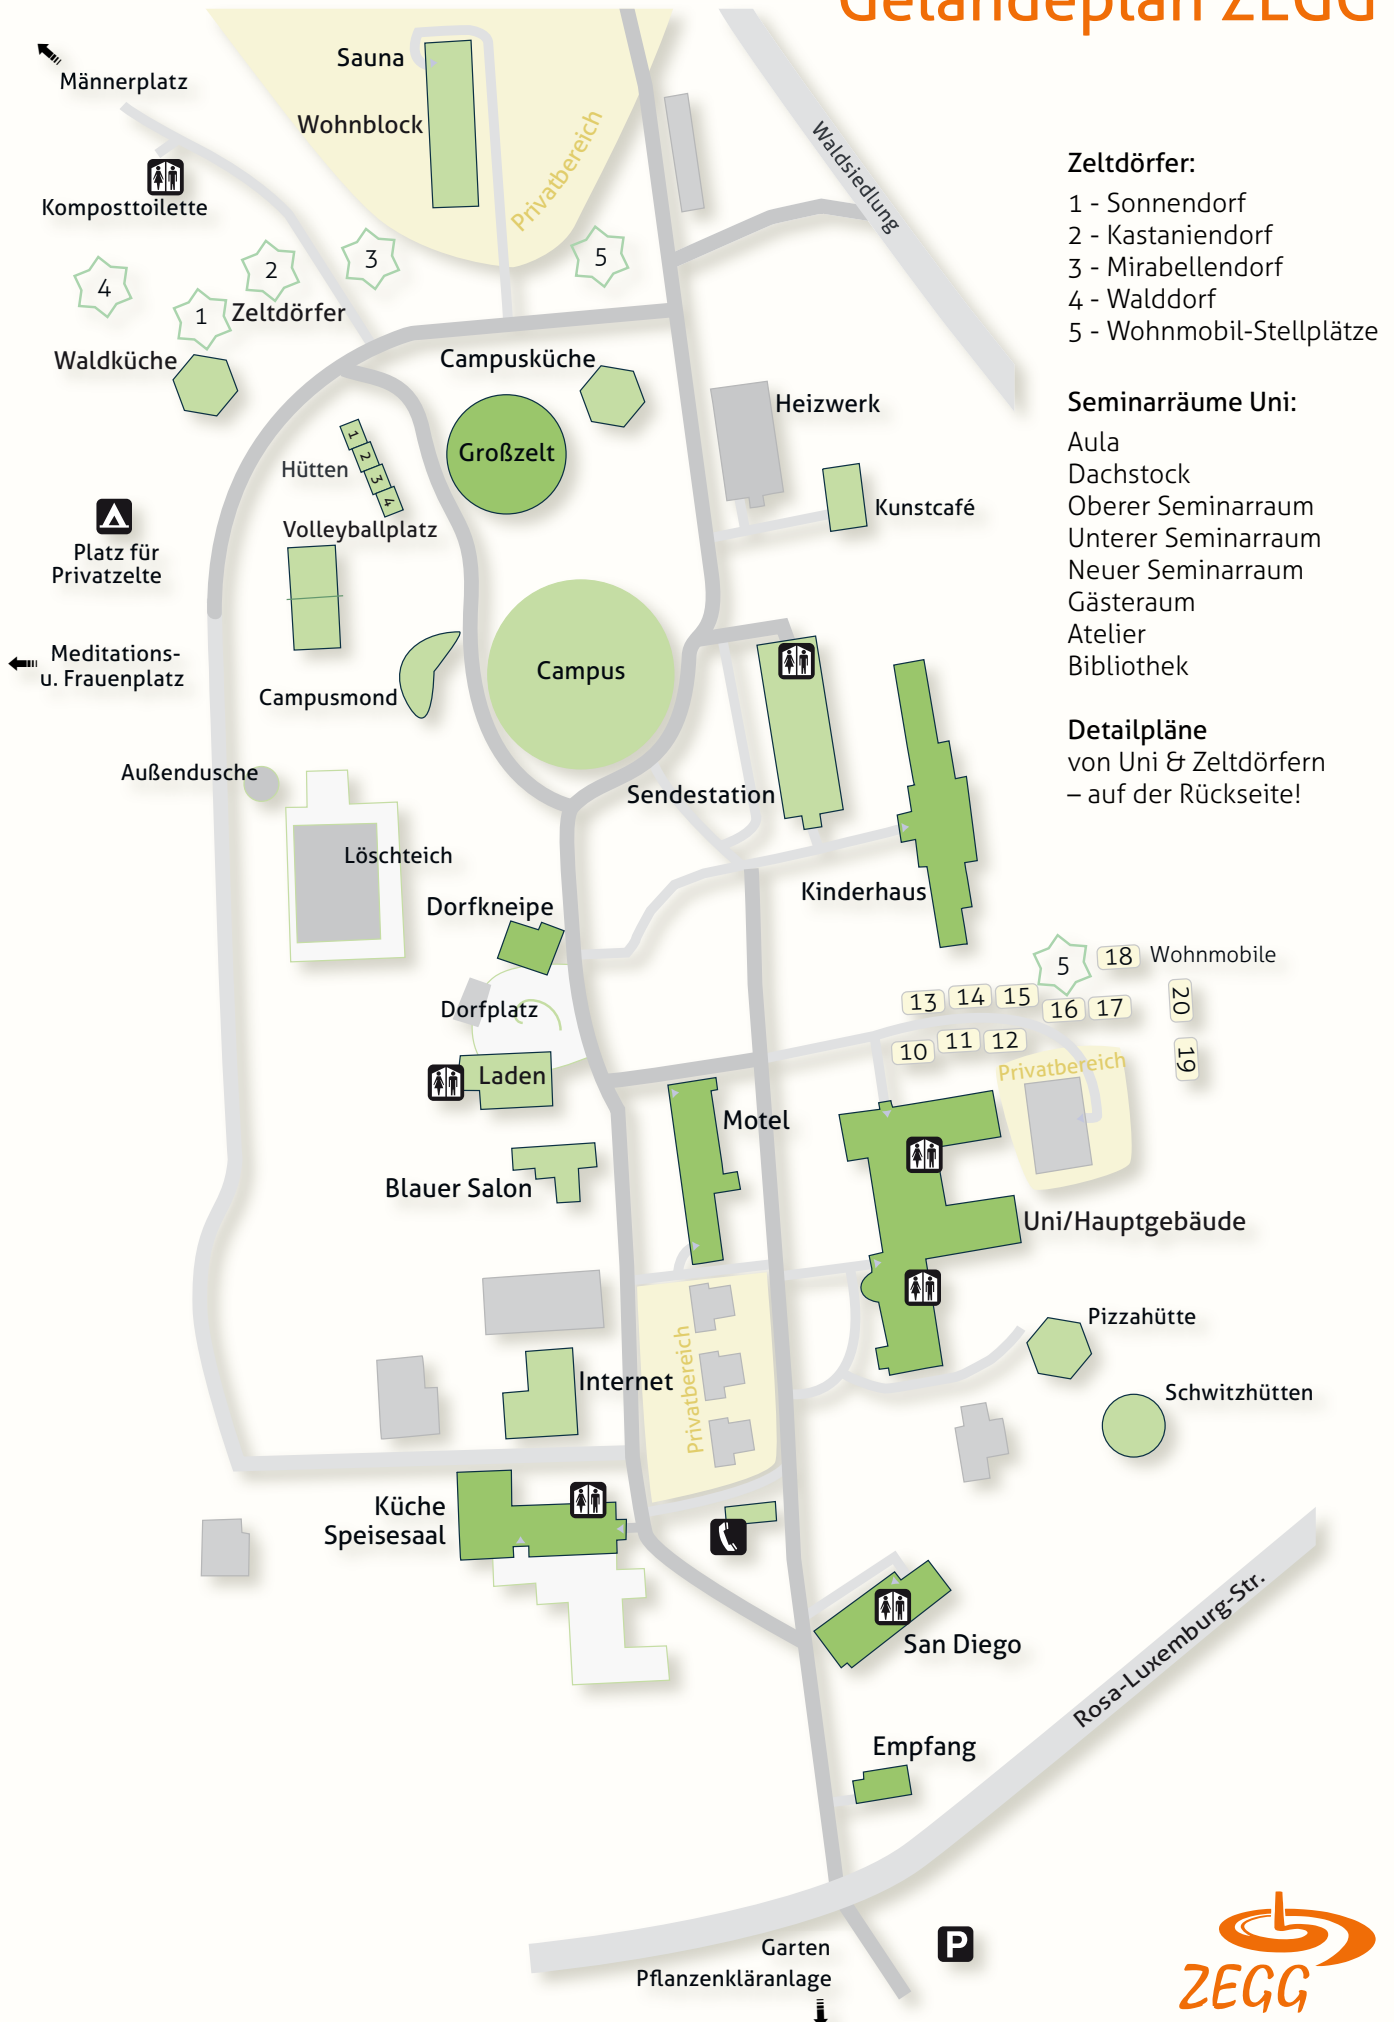 Geländeplan ZEGG
Männerplatz
Sauna
Wohnblock
Privatbereich
Waldsiedlung
Komposttoilette
4
1
2
3
5
Zeltdörfer
Waldküche
Campusküche
Großzelt
Hütten
1
2
3
4
Volleyballplatz
Heizwerk
Kunstcafé
Platz für
Privatzelte
Meditations-
u. Frauenplatz
Campusmond
Campus
Außendusche
Sendestation
Löschteich
Kinderhaus
Dorfkneipe
Dorfplatz
Laden
Motel
Blauer Salon
5
18
Wohnmobile
13
14
15
16
17
20
10
11
12
19
Privatbereich
Uni/Hauptgebäude
Pizzahütte
Schwitzhütten
Internet
Privatbereich
Küche
Speisesaal
San Diego
Rosa-Luxemburg-Str.
Empfang
Garten
Pflanzenkläranlage
P
Zeltdörfer:
1 - Sonnendorf
2 - Kastaniendorf
3 - Mirabellendorf
4 - Walddorf
5 - Wohnmobil-Stellplätze
Seminarräume Uni:
Aula
Dachstock
Oberer Seminarraum
Unterer Seminarraum
Neuer Seminarraum
Gästeraum
Atelier
Bibliothek
Detailpläne
von Uni & Zeltdörfern
– auf der Rückseite!
ZEGG